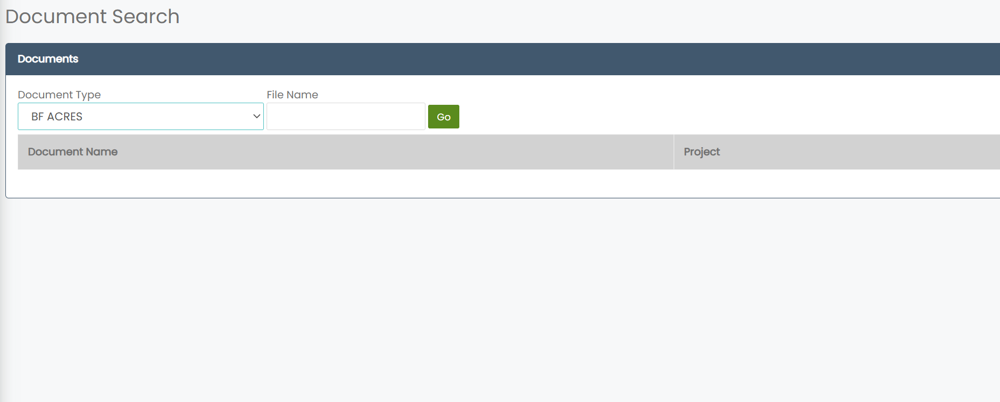 Document Search
Documents
Document Type File Name
BF ACRES Go
Document Name Project